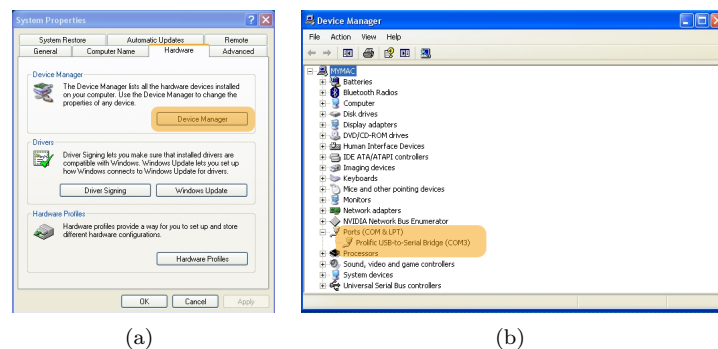 System Properties
System Restore Automatic Updates Remote
General Computer Name Hardware Advanced
Device Manager
The Device Manager lists all the hardware devices installed
on your computer. Use the Device Manager to change the
properties of any device.
Device Manager
Drivers
Driver Signing lets you make sure that installed drivers are
compatible with Windows. Windows Update lets you set up
how Windows connects to Windows Update for drivers.
Driver Signing Windows Update
Hardware Profiles
Hardware profiles provide a way for you to set up and store
different hardware configurations.
Hardware Profiles
OK Cancel Apply
(a)
Device Manager
File Action View Help
MYMAC
Batteries
Bluetooth Radios
Computer
Disk drives
Display adapters
DVD/CD-ROM drives
Human Interface Devices
IDE ATA/ATAPI controllers
Imaging devices
Keyboards
Mice and other pointing devices
Monitors
Network adapters
NVIDIA Network Bus Enumerator
Ports (COM & LPT)
Prolific USB-to-Serial Bridge (COM3)
Processors
Sound, video and game controllers
System devices
Universal Serial Bus controllers
(b)